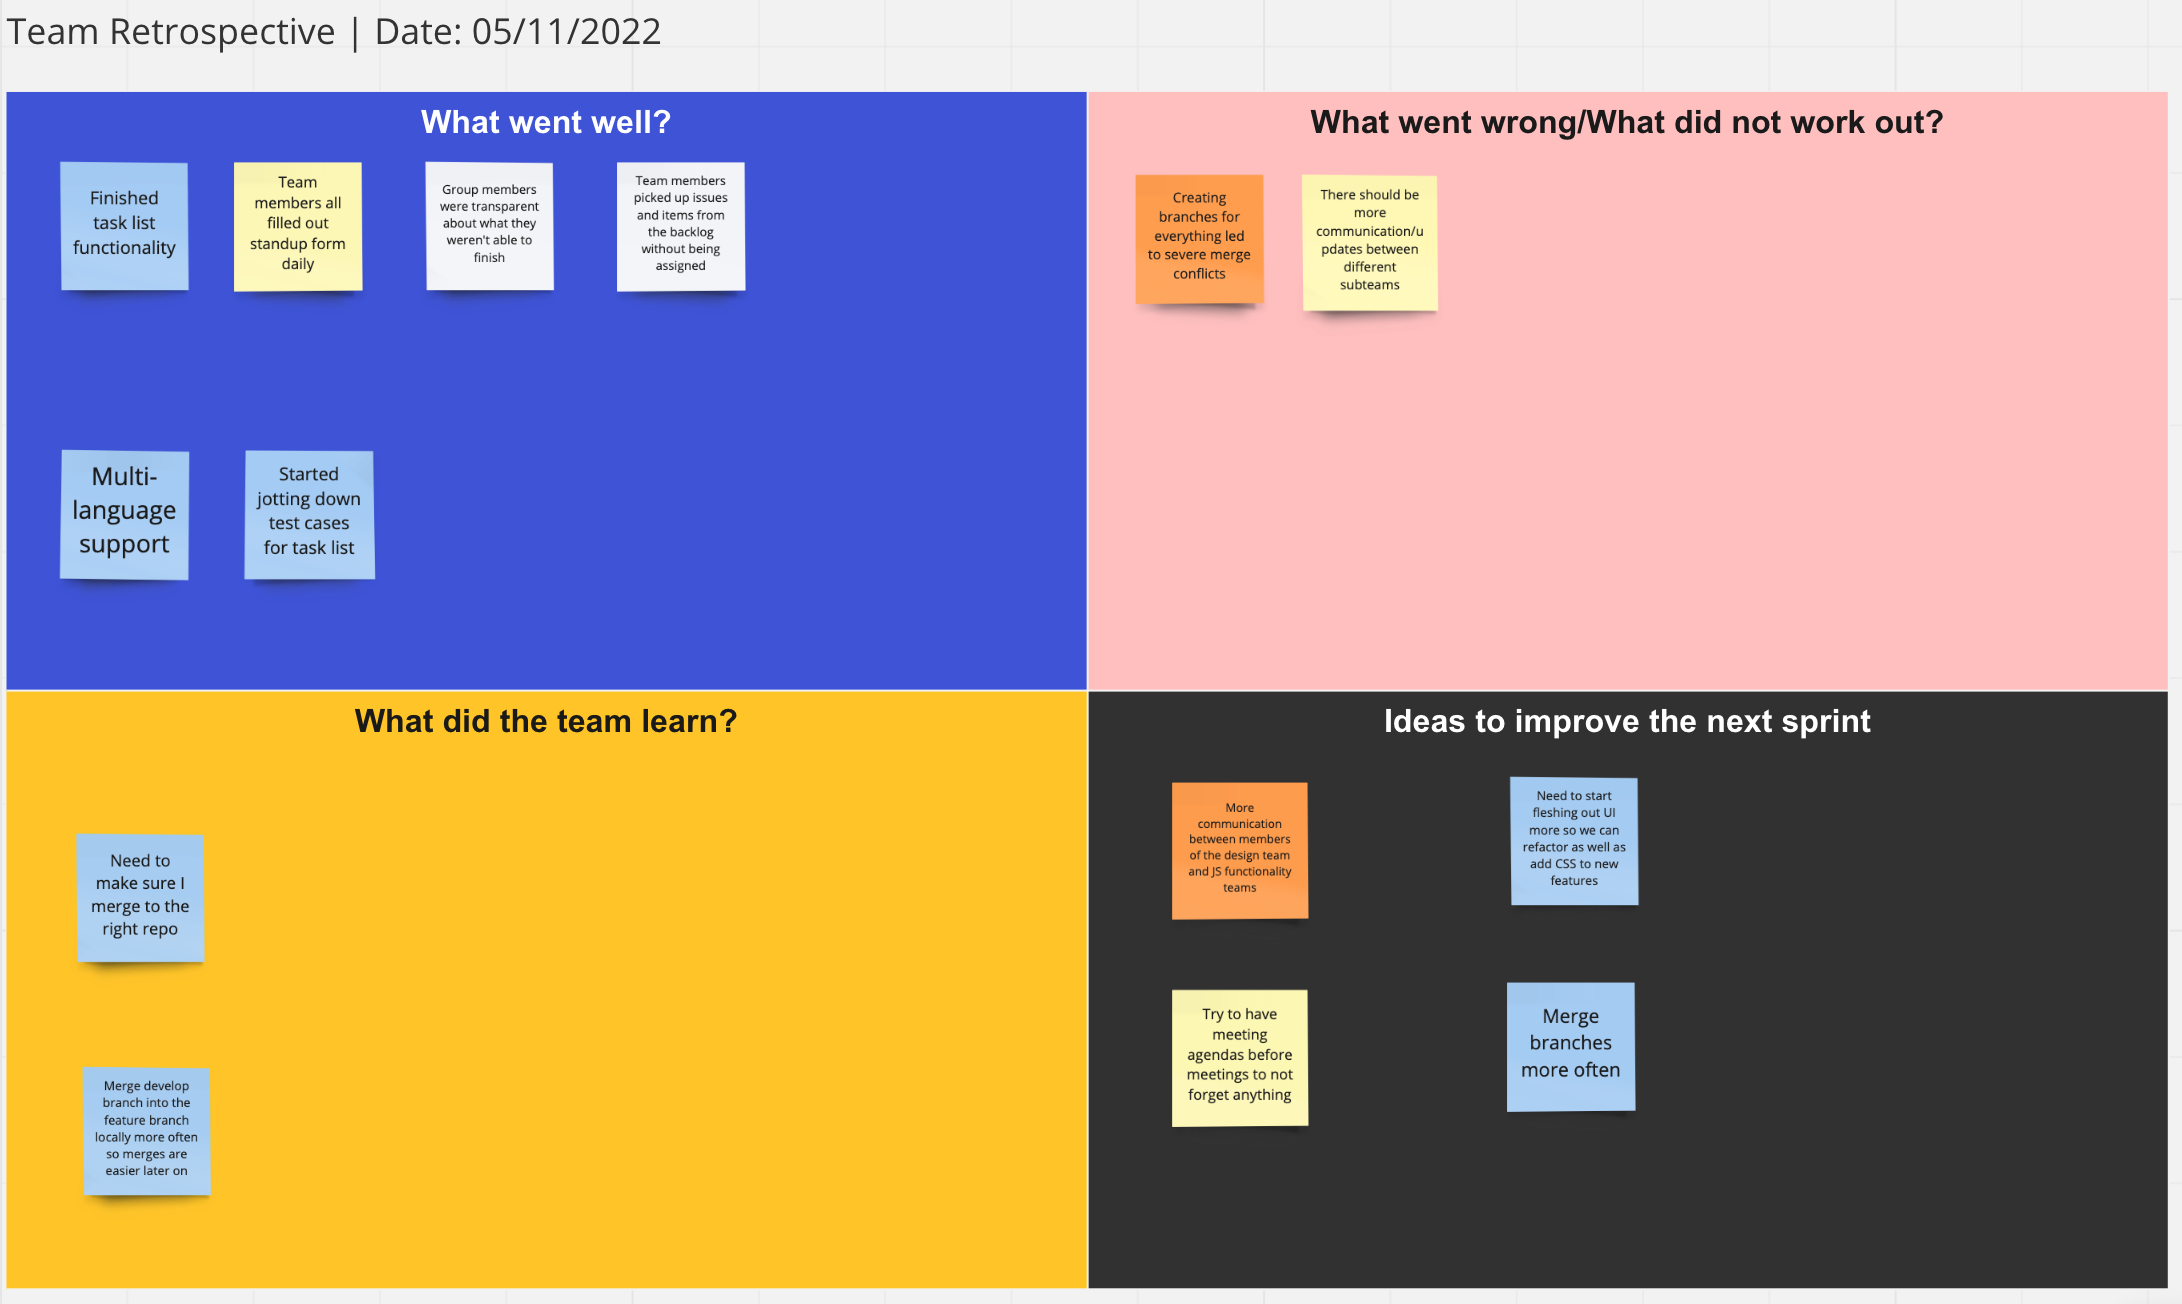 Team Retrospective | Date: 05/11/2022
What went well?
Finished
task list
functionality
Team
members all
filled out
standup form
daily
Group members
were transparent
about what they
weren't able to
finish
Team members
picked up issues
and items from
the backlog
without being
assigned
Multi-
language
support
Started
jotting down
test cases
for task list
What went wrong/What did not work out?
Creating
branches for
everything led
to severe merge
conflicts
There should be
more
communication/u
pdates between
different
subteams
What did the team learn?
Need to
make sure I
merge to the
right repo
Merge develop
branch into the
feature branch
locally more often
so merges are
easier later on
Ideas to improve the next sprint
More
communication
between members
of the design team
and JS functionality
teams
Need to start
fleshing out UI
more so we can
refactor as well as
add CSS to new
features
Try to have
meeting
agendas before
meetings to not
forget anything
Merge
branches
more often